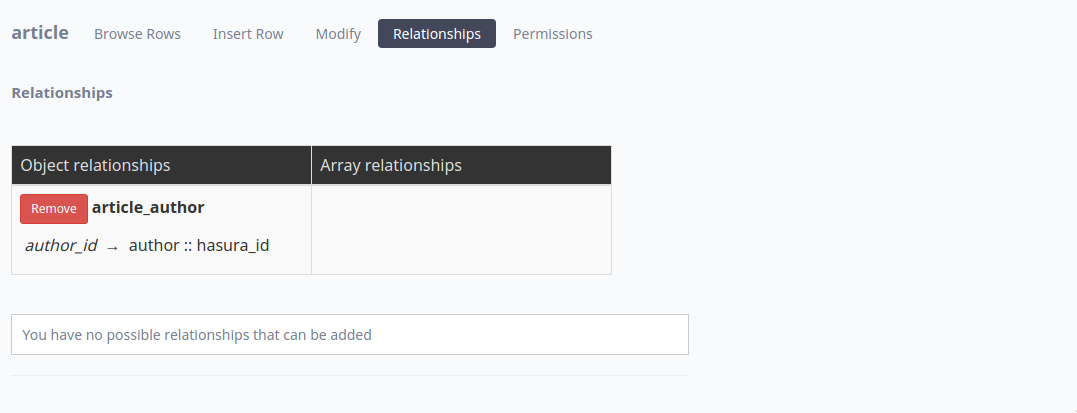 article Browse Rows Insert Row Modify Relationships Permissions
Relationships
Object relationships Array relationships
Remove article_author
author_id → author :: hasura_id
You have no possible relationships that can be added